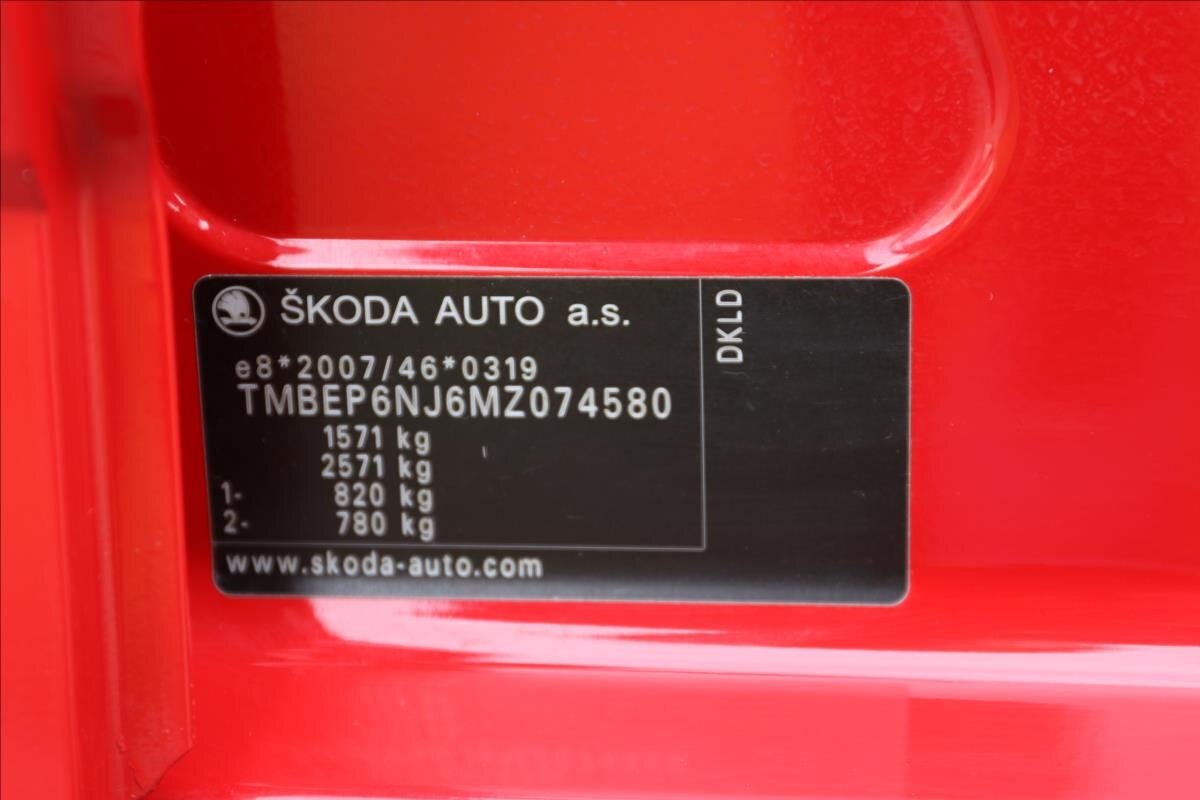 ŠKODA AUTO a.s.
DKLD
e8*2007/46*0319
TMBEP6NJ6MZ074580
1571 kg
2571 kg
1- 820 kg
2- 780 kg
www.skoda-auto.com